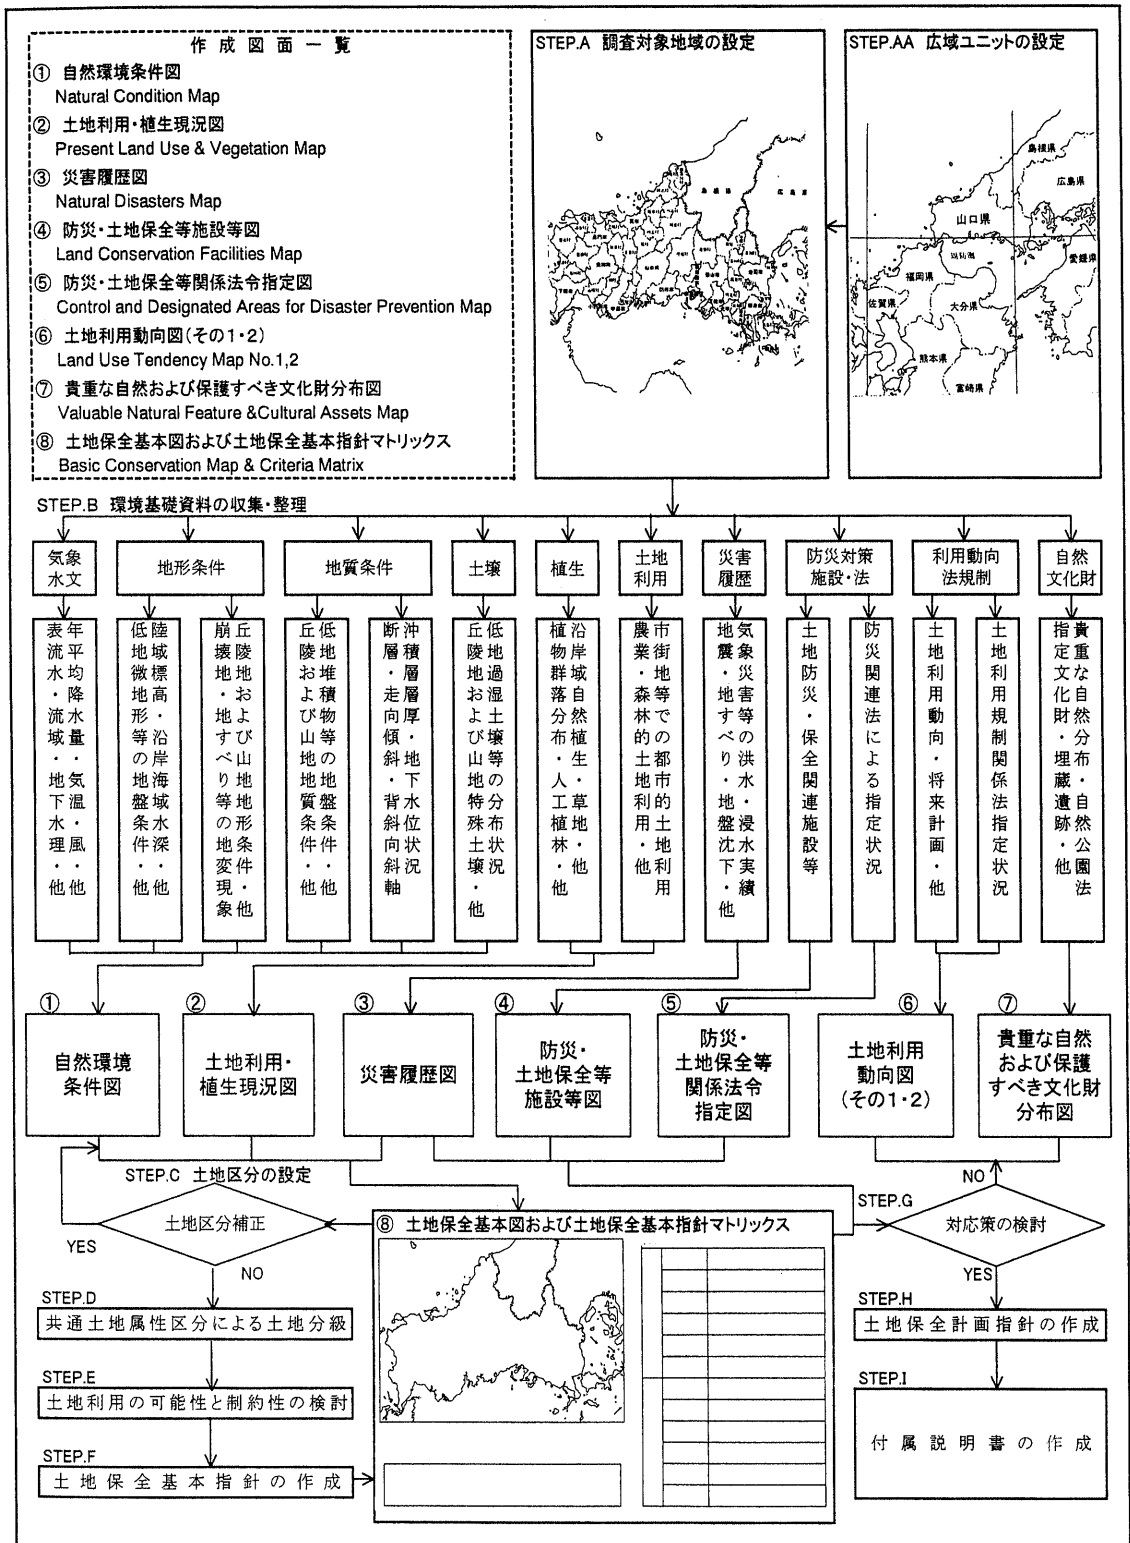 作成図面一覧
① 自然環境条件図
Natural Condition Map
② 土地利用・植生現況図
Present Land Use & Vegetation Map
③ 災害履歴図
Natural Disasters Map
④ 防災・土地保全等施設等図
Land Conservation Facilities Map
⑤ 防災・土地保全等関係法令指定図
Control and Designated Areas for Disaster Prevention Map
⑥ 土地利用動向図(その1・2)
Land Use Tendency Map No.1,2
⑦ 貴重な自然および保護すべき文化財分布図
Valuable Natural Feature &Cultural Assets Map
⑧ 土地保全基本図および土地保全基本指針マトリックス
Basic Conservation Map & Criteria Matrix
STEP.A 調査対象地域の設定
島根県
広島県
STEP.AA 広域ユニットの設定
島根県
広島県
山口県
周防灘
愛媛県
福岡県
佐賀県
大分県
熊本県
宮崎県
STEP.B 環境基礎資料の収集・整理
気象
水文
地形条件
地質条件
土壌
植生
土地
利用
災害
履歴
防災対策
施設・法
利用動向
法規制
自然
文化財
年平均降水量・気温・風・他
表流水・流域・地下水理・他
陸域標高・沿岸海域水深・他
低地微地形等の地盤条件・他
丘陵地および山地地形条件・他
崩壊地・地すべり等の地変現象
低地堆積物等の地盤条件・他
丘陵および山地地質条件・他
沖積層層厚・地下水位状況
断層・走向傾斜・背斜向斜軸
低地過湿土壌等の分布状況
丘陵地および山地特殊土壌・他
沿岸域自然植生・草地・他
植物群落分布・人工植林・他
市街地等での都市的土地利用
農業・森林的土地利用・他
気象災害等の洪水・浸水実績
地震・地すべり・地盤沈下・他
土地防災・保全関連施設等
防災関連法による指定状況
土地利用動向・将来計画・他
土地利用規制関係法指定状況
貴重な自然分布・自然公園法
指定文化財・埋蔵遺跡・他
①
自然環境
条件図
②
土地利用・
植生現況図
③
災害履歴図
④
防災・
土地保全等
施設等図
⑤
防災・
土地保全等
関係法令
指定図
⑥
土地利用
動向図
(その1・2)
⑦
貴重な自然
および保護
すべき文化財
分布図
STEP.C 土地区分の設定
土地区分補正
YES
NO
STEP.D
共通土地属性区分による土地分級
STEP.E
土地利用の可能性と制約性の検討
STEP.F
土地保全基本指針の作成
⑧ 土地保全基本図および土地保全基本指針マトリックス
STEP.G
NO
対応策の検討
YES
STEP.H
土地保全計画指針の作成
STEP.I
付属説明書の作成